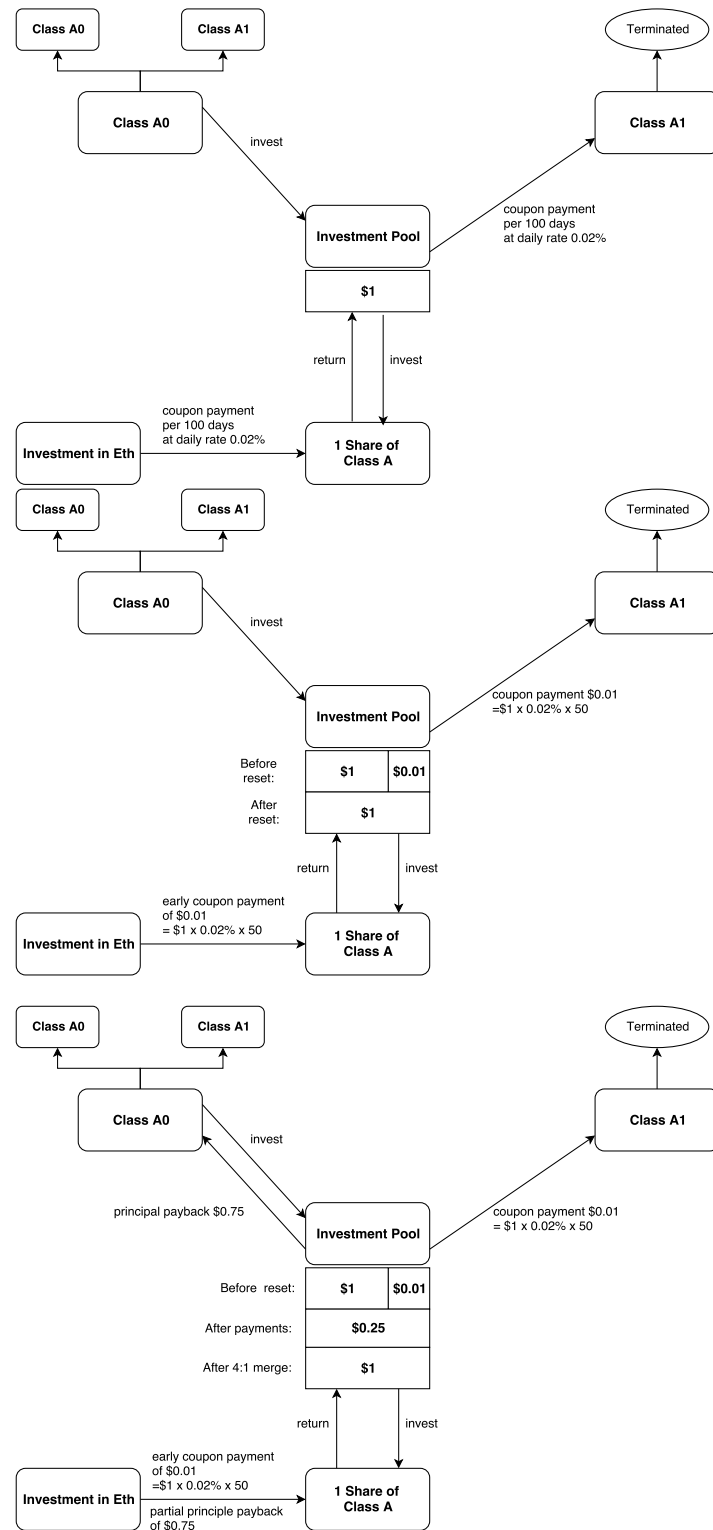 Class A0
Class A1
Terminated
Class A0
Class A1
invest
Investment Pool
coupon payment
per 100 days
at daily rate 0.02%
$1
return
invest
coupon payment
per 100 days
at daily rate 0.02%
Investment in Eth
1 Share of
Class A
Class A0
Class A1
Terminated
Class A0
Class A1
invest
Investment Pool
coupon payment $0.01
=$1 x 0.02% x 50
Before
reset:
$1
$0.01
After
reset:
$1
return
invest
early coupon payment
of $0.01
= $1 x 0.02% x 50
Investment in Eth
1 Share of
Class A
Class A0
Class A1
Terminated
Class A0
Class A1
invest
principal payback $0.75
Investment Pool
coupon payment $0.01
= $1 x 0.02% x 50
Before reset:
$1
$0.01
After payments:
$0.25
After 4:1 merge:
$1
return
invest
early coupon payment
of $0.01
=$1 x 0.02% x 50
Investment in Eth
1 Share of
Class A
partial principle payback
of $0.75